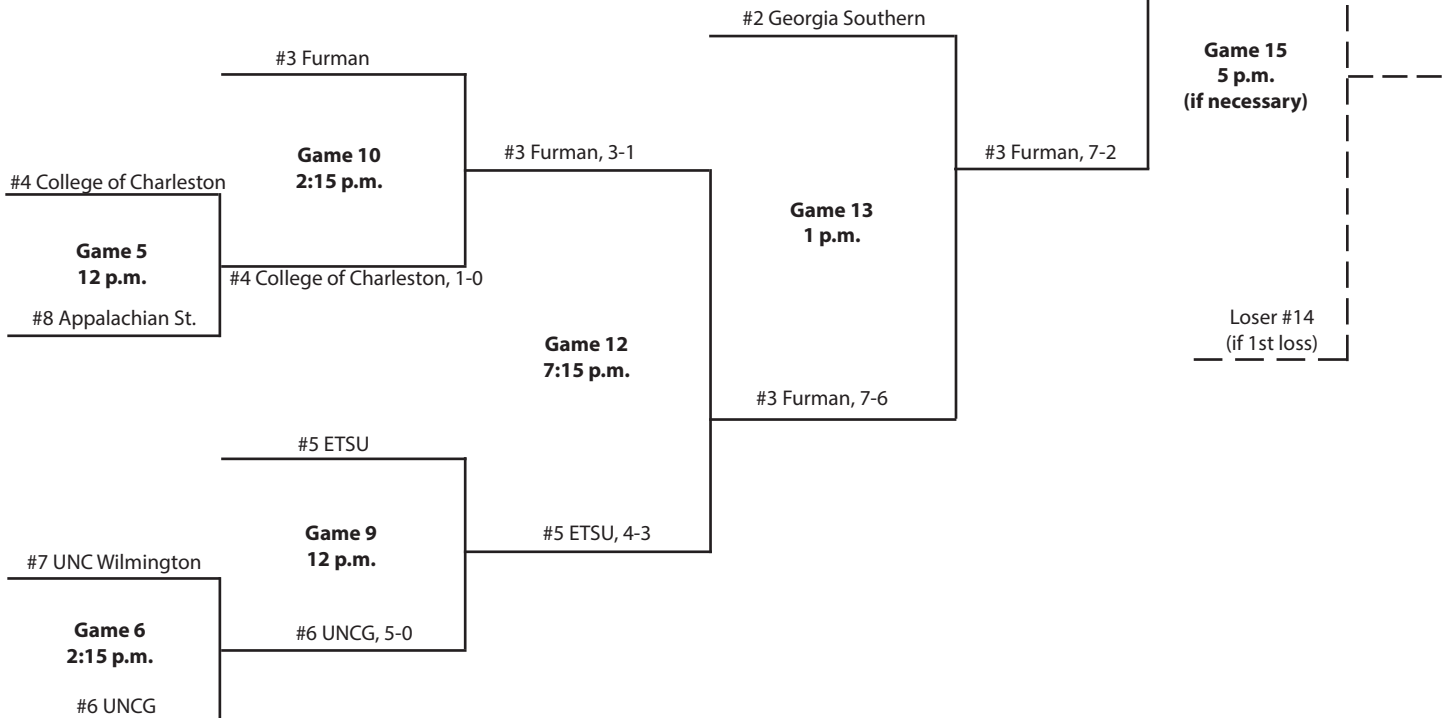 #2 Georgia Southern
Game 15
5 p.m.
(if necessary)
#3 Furman
Game 10
2:15 p.m.
#3 Furman, 3-1
#3 Furman, 7-2
#4 College of Charleston
Game 13
1 p.m.
Game 5
12 p.m.
#4 College of Charleston, 1-0
#8 Appalachian St.
Loser #14
(if 1st loss)
Game 12
7:15 p.m.
#3 Furman, 7-6
#5 ETSU
Game 9
12 p.m.
#5 ETSU, 4-3
#7 UNC Wilmington
Game 6
2:15 p.m.
#6 UNCG, 5-0
#6 UNCG